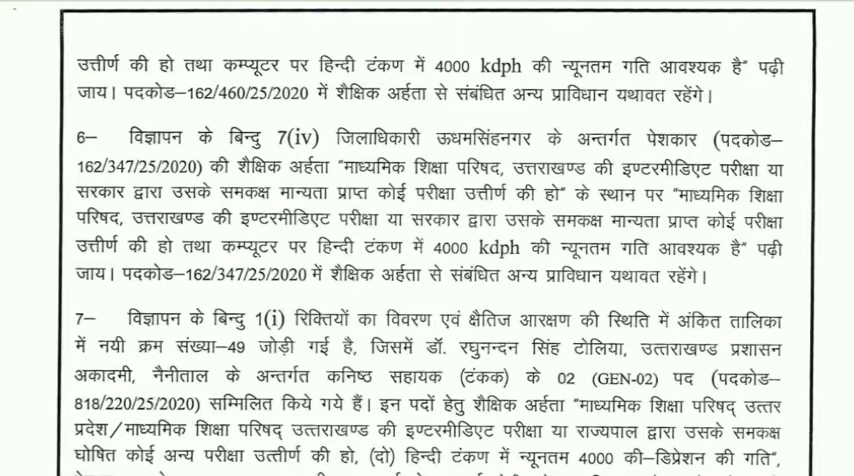 उत्तीर्ण की हो तथा कम्प्यूटर पर हिन्दी टंकण में 4000 kdph की न्यूनतम गति आवश्यक है" पढ़ी
जाय। पदकोड–162/460/25/2020 में शैक्षिक अर्हता से संबंधित अन्य प्राविधान यथावत रहेंगे।
6– विज्ञापन के बिन्दु 7(iv) जिलाधिकारी ऊधमसिंहनगर के अन्तर्गत पेशकार (पदकोड–
162/347/25/2020) की शैक्षिक अर्हता "माध्यमिक शिक्षा परिषद, उत्तराखण्ड की इण्टरमीडिएट परीक्षा या
सरकार द्वारा उसके समकक्ष मान्यता प्राप्त कोई परीक्षा उत्तीर्ण की हो" के स्थान पर "माध्यमिक शिक्षा
परिषद, उत्तराखण्ड की इण्टरमीडिएट परीक्षा या सरकार द्वारा उसके समकक्ष मान्यता प्राप्त कोई परीक्षा
उत्तीर्ण की हो तथा कम्प्यूटर पर हिन्दी टंकण में 4000 kdph की न्यूनतम गति आवश्यक है" पढ़ी
जाय। पदकोड–162/347/25/2020 में शैक्षिक अर्हता से संबंधित अन्य प्राविधान यथावत रहेंगे।
7– विज्ञापन के बिन्दु 1(i) रिक्तियों का विवरण एवं क्षैतिज आरक्षण की स्थिति में अंकित तालिका
में नयी क्रम संख्या–49 जोड़ी गई है, जिसमें डॉ. रघुनन्दन सिंह टोलिया, उत्तराखण्ड प्रशासन
अकादमी, नैनीताल के अन्तर्गत कनिष्ठ सहायक (टंकक) के 02 (GEN-02) पद (पदकोड–
818/220/25/2020) सम्मिलित किये गये हैं। इन पदों हेतु शैक्षिक अर्हता "माध्यमिक शिक्षा परिषद् उत्तर
प्रदेश/माध्यमिक शिक्षा परिषद् उत्तराखण्ड की इण्टरमीडिएट परीक्षा या राज्यपाल द्वारा उसके समकक्ष
घोषित कोई अन्य परीक्षा उत्तीर्ण की हो, (दो) हिन्दी टंकण में न्यूनतम 4000 की–डिप्रेशन की गति",